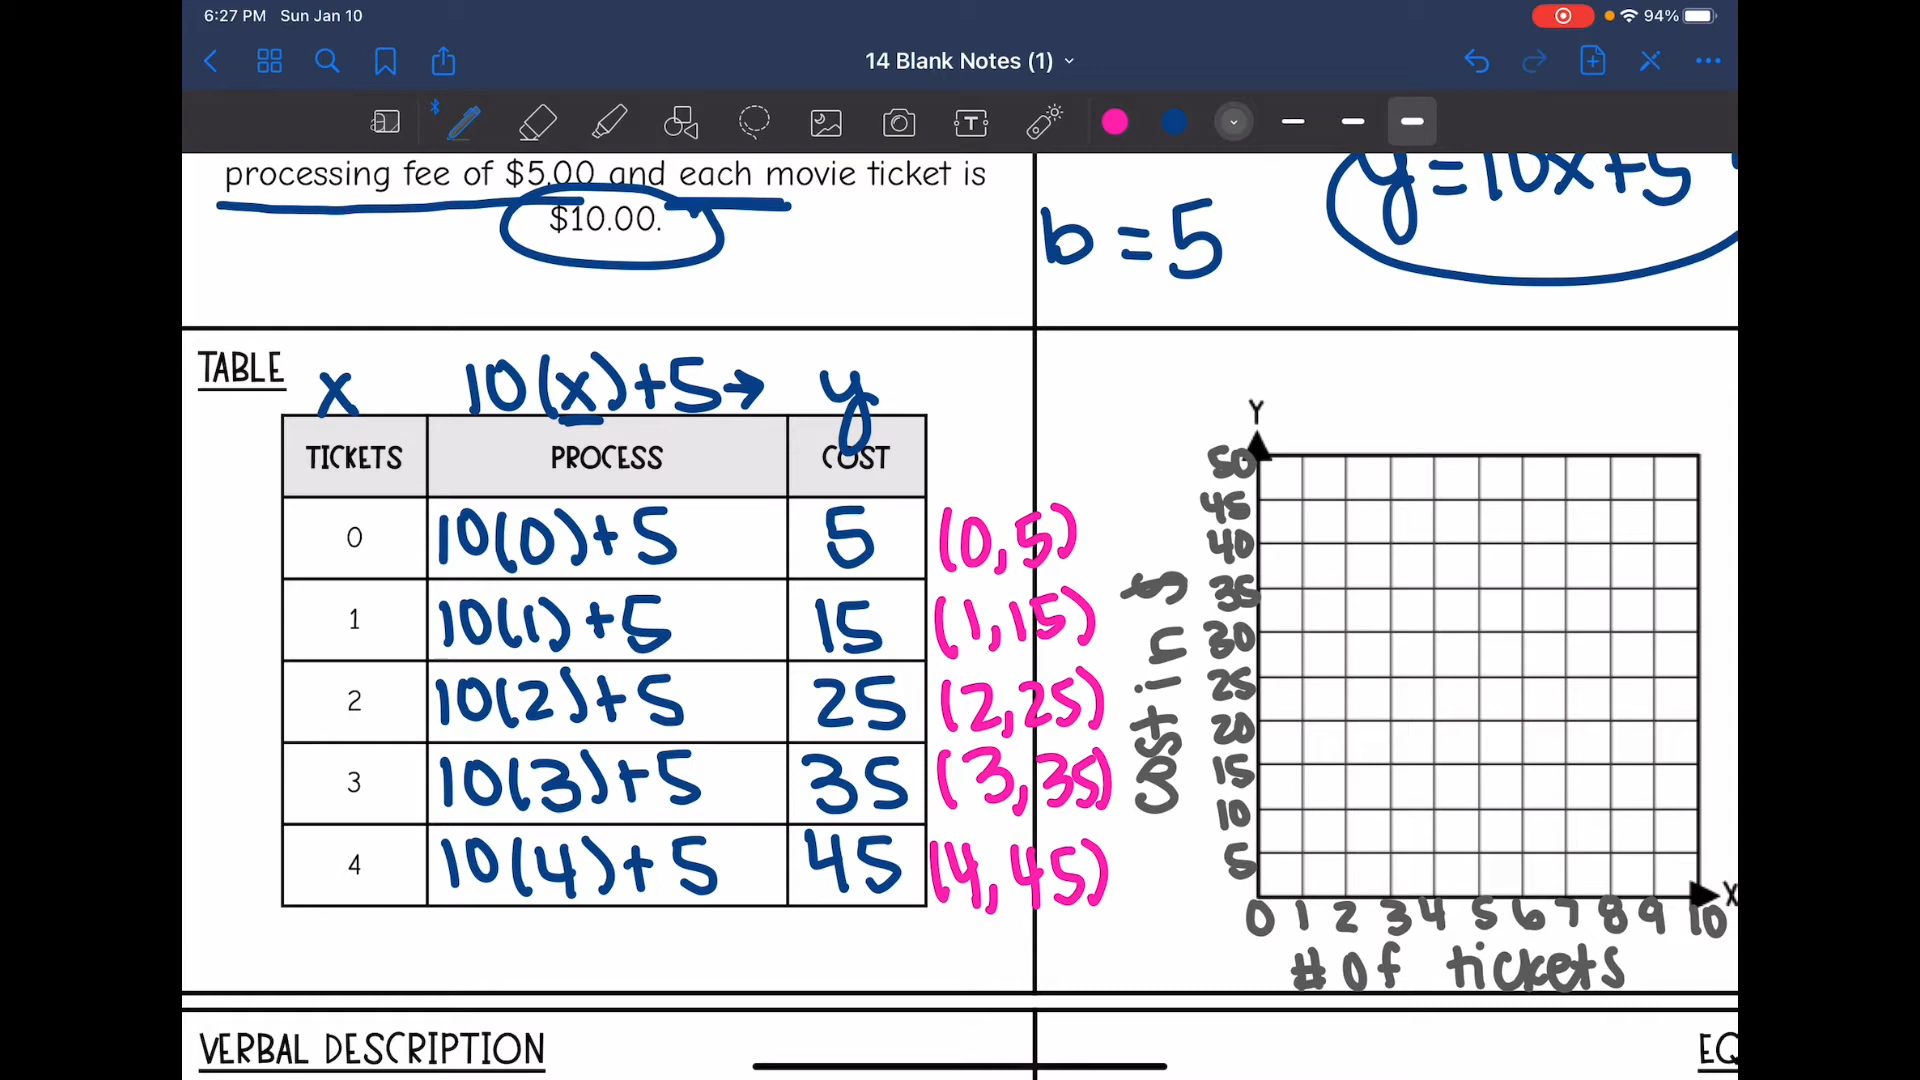 6:27 PM Sun Jan 10
94%
14 Blank Notes (1)
processing fee of $5.00 and each movie ticket is
$10.00.
y=10x+5
b = 5
TABLE
x 10(x)+5→ y
TICKETS PROCESS COST
0 10(0)+5 5 (0,5)
1 10(1)+5 15 (1,15)
2 10(2)+5 25 (2,25)
3 10(3)+5 35 (3,35)
4 10(4)+5 45 (4,45)
Y
50
45
40
35
30
25
20
15
10
5
Cost in $
X
0 1 2 3 4 5 6 7 8 9 10
# of tickets
VERBAL DESCRIPTION
EQ